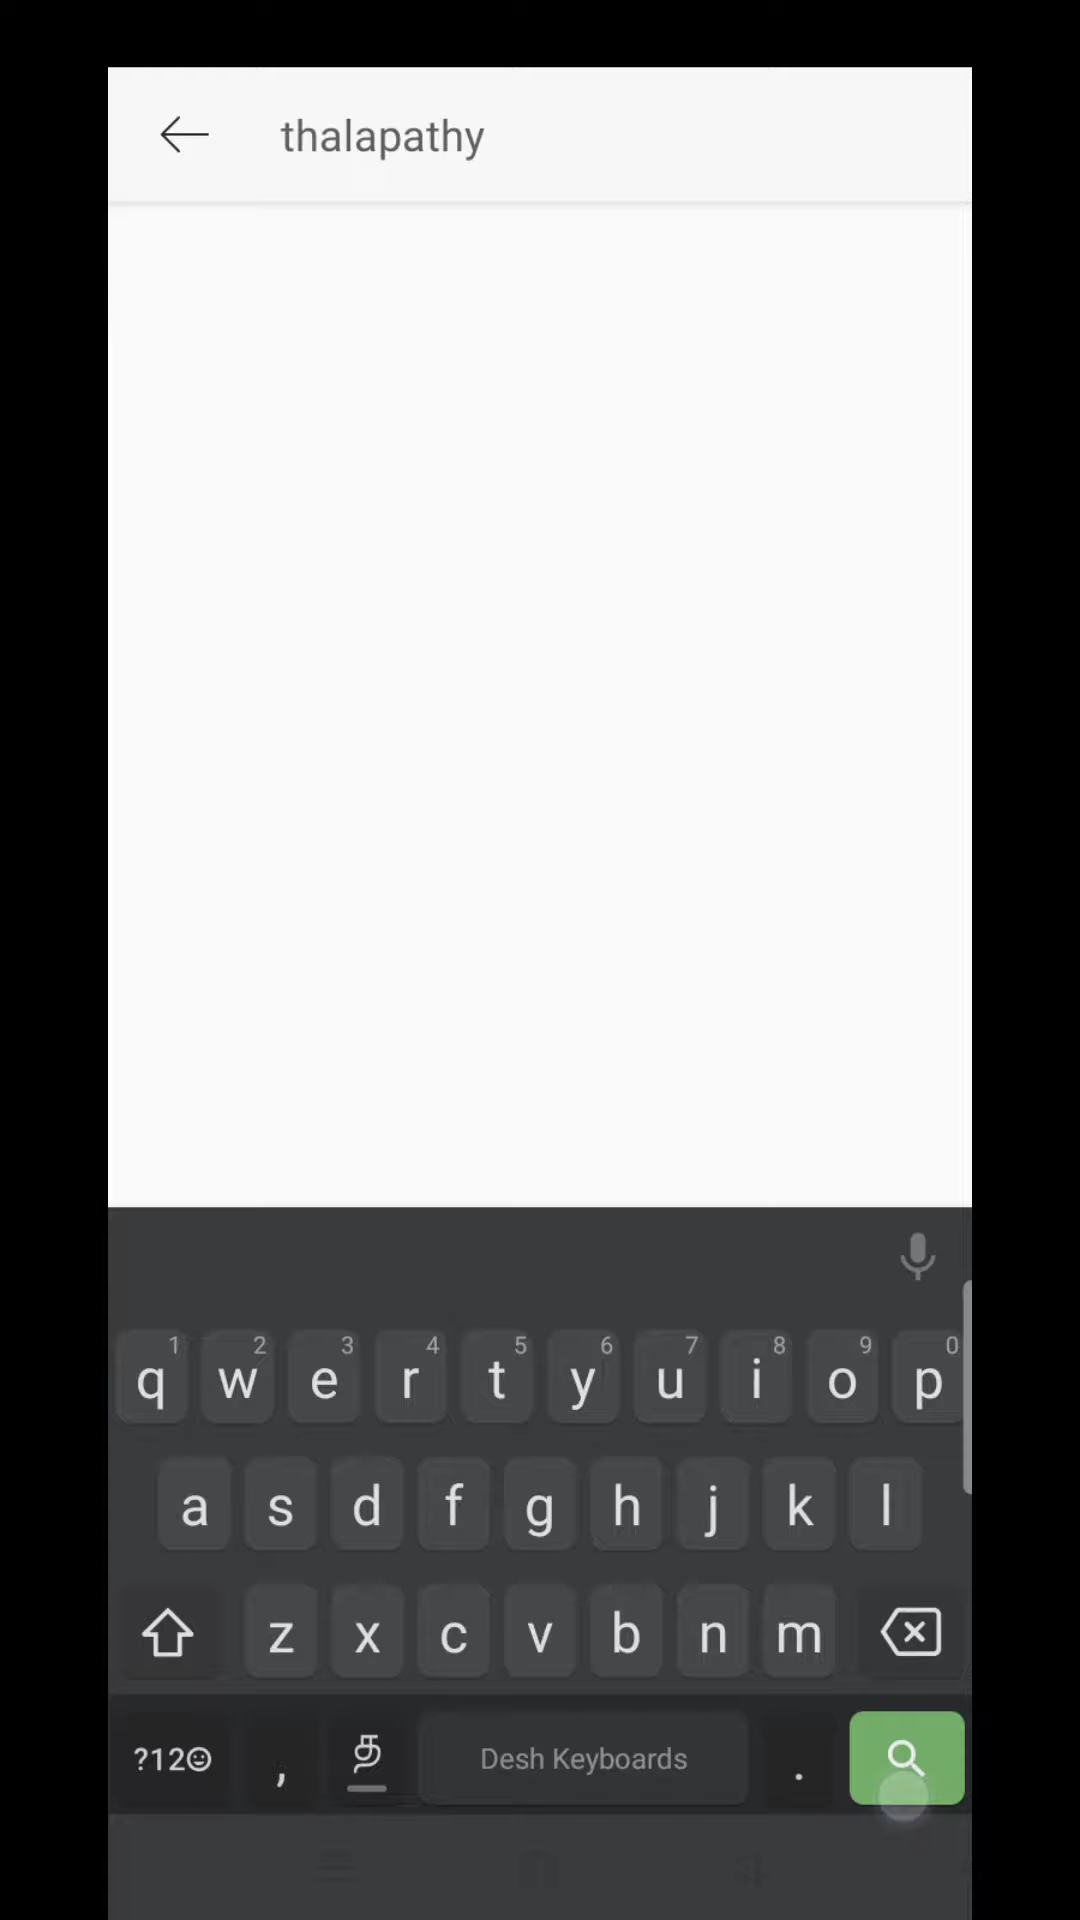 thalapathy
1 2 3 4 5 6 7 8 9 0
q w e r t y u i o p
a s d f g h j k l
z x c v b n m
?12☺ , த Desh Keyboards .